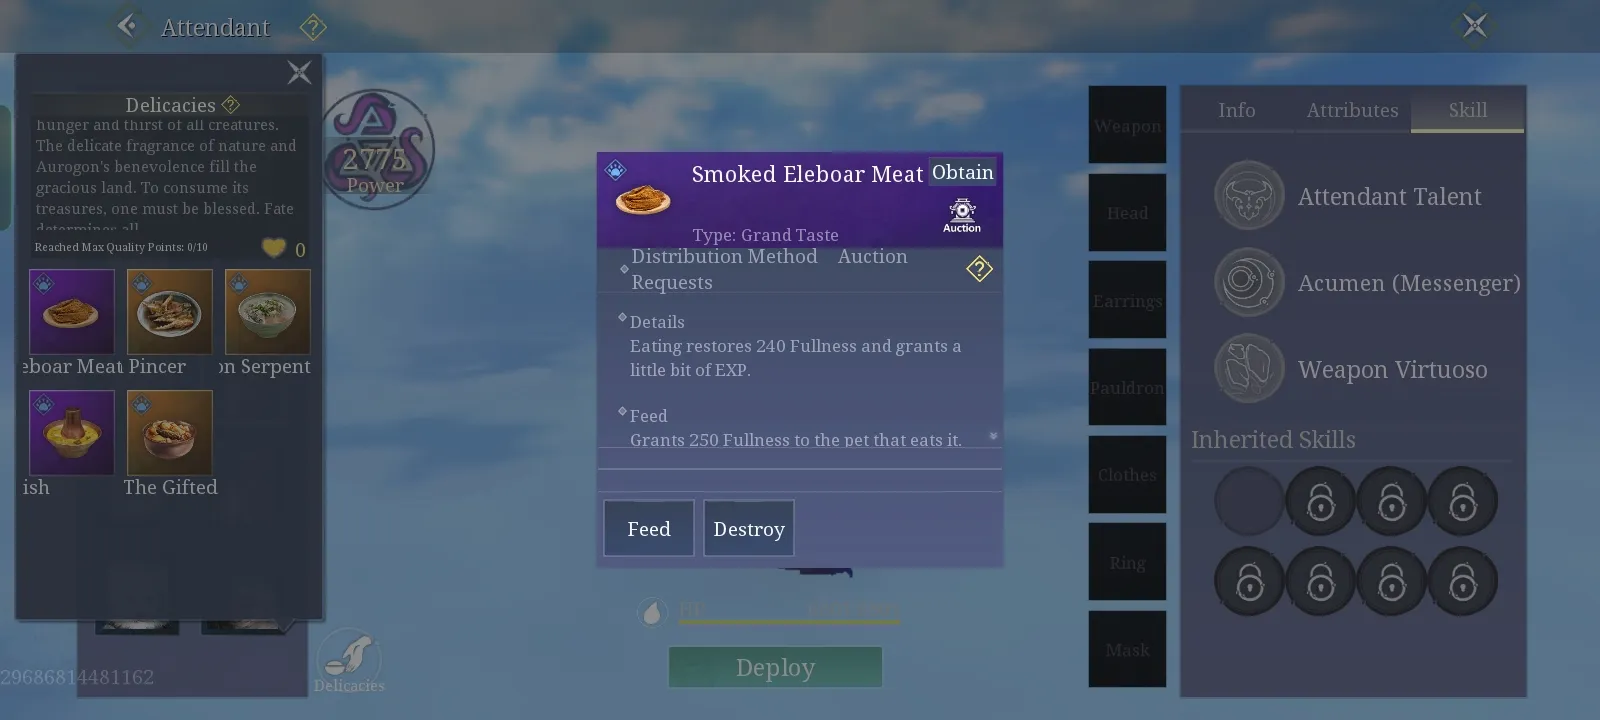 Attendant
?
Delicacies ?
hunger and thirst of all creatures.
The delicate fragrance of nature and
Aurogon's benevolence fill the
gracious land. To consume its
treasures, one must be blessed. Fate
determines all
Reached Max Quality Points: 0/10
0
eboar Meat
Pincer
on Serpent
ish
The Gifted
2775
Power
Smoked Eleboar Meat
Obtain
Auction
Type: Grand Taste
Distribution Method Auction
Requests
?
Details
Eating restores 240 Fullness and grants a
little bit of EXP.
Feed
Grants 250 Fullness to the pet that eats it.
Feed
Destroy
Deploy
Delicacies
29686814481162
Weapon
Head
Earrings
Pauldron
Clothes
Ring
Mask
Info
Attributes
Skill
Attendant Talent
Acumen (Messenger)
Weapon Virtuoso
Inherited Skills